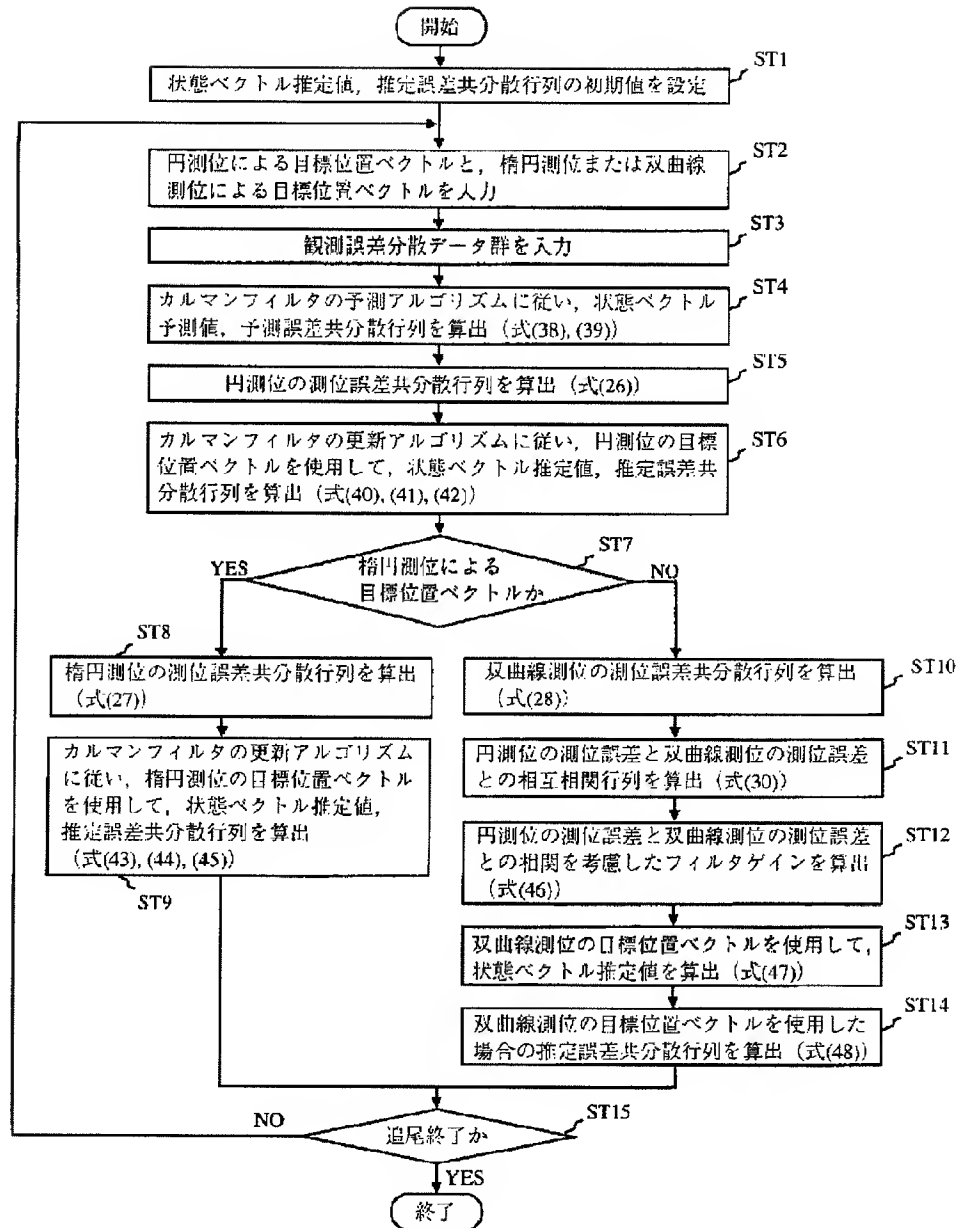 開始
ST1
状態ベクトル推定値，推定誤差共分散行列の初期値を設定
ST2
円測位による目標位置ベクトルと，楕円測位または双曲線
測位による目標位置ベクトルを入力
ST3
観測誤差分散データ群を入力
ST4
カルマンフィルタの予測アルゴリズムに従い，状態ベクトル
予測値，予測誤差共分散行列を算出（式(38), (39)）
ST5
円測位の測位誤差共分散行列を算出（式(26)）
ST6
カルマンフィルタの更新アルゴリズムに従い，円測位の目標
位置ベクトルを使用して，状態ベクトル推定値，推定誤差共
分散行列を算出（式(40), (41), (42)）
ST7
楕円測位による
目標位置ベクトルか
YES
NO
ST8
楕円測位の測位誤差共分散行列を算出
（式(27)）
カルマンフィルタの更新アルゴリズム
に従い，楕円測位の目標位置ベクトル
を使用して，状態ベクトル推定値，
推定誤差共分散行列を算出
（式(43), (44), (45)）
ST9
ST10
双曲線測位の測位誤差共分散行列を算出
（式(28)）
ST11
円測位の測位誤差と双曲線測位の測位誤差
との相互相関行列を算出（式(30)）
ST12
円測位の測位誤差と双曲線測位の測位誤差
との相関を考慮したフィルタゲインを算出
（式(46)）
ST13
双曲線測位の目標位置ベクトルを使用して，
状態ベクトル推定値を算出（式(47)）
ST14
双曲線測位の目標位置ベクトルを使用した
場合の推定誤差共分散行列を算出（式(48)）
ST15
追尾終了か
NO
YES
終了